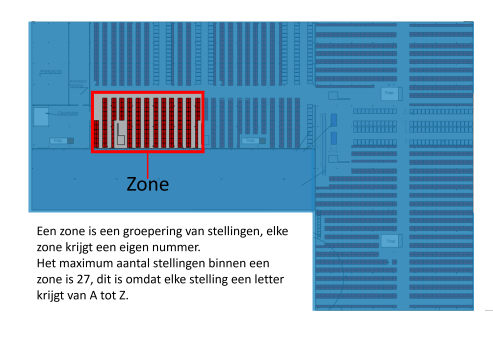 Zone
Een zone is een groepering van stellingen, elke
zone krijgt een eigen nummer.
Het maximum aantal stellingen binnen een
zone is 27, dit is omdat elke stelling een letter
krijgt van A tot Z.